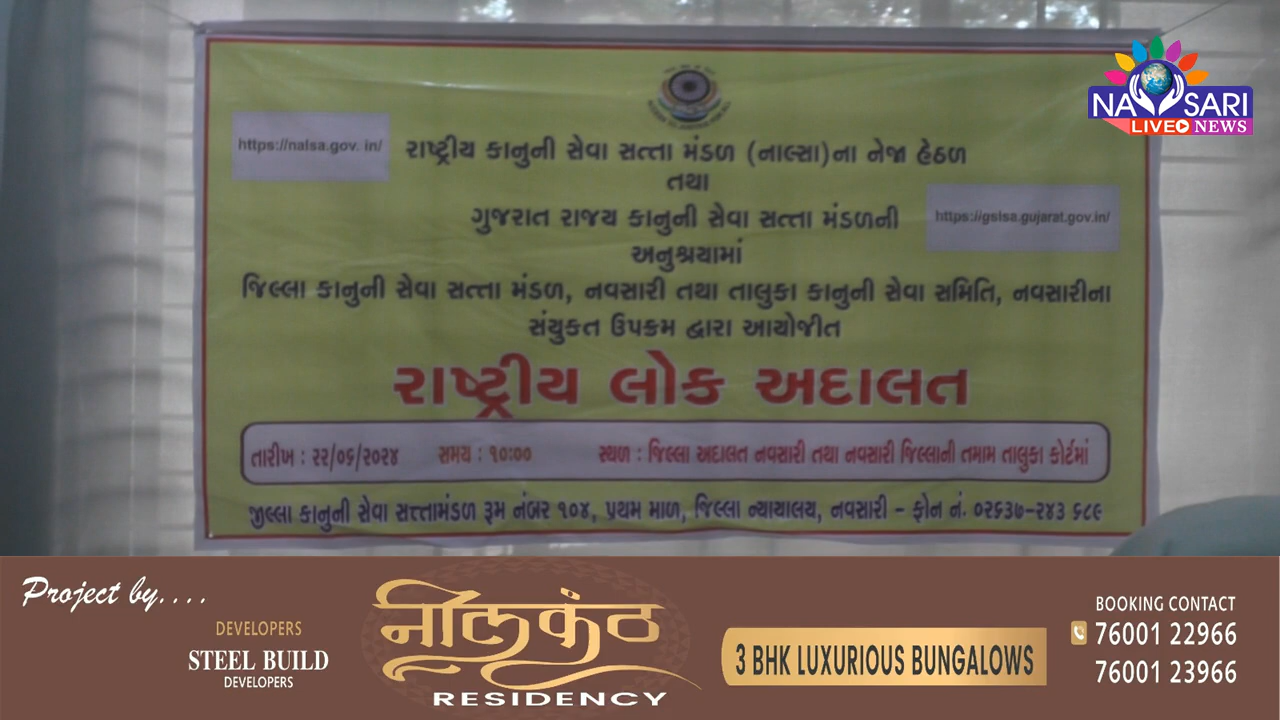 NAVSARI
LIVE NEWS
https://nalsa.gov. in/
રાષ્ટ્રીય કાનુની સેવા સત્તા મંડળ (નાલ્સા)ના નેજા હેઠળ
તથા
ગુજરાત રાજય કાનુની સેવા સત્તા મંડળની
https://gslsa.gujarat.gov.in/
અનુશ્રયામાં
જિલ્લા કાનુની સેવા સત્તા મંડળ, નવસારી તથા તાલુકા કાનુની સેવા સમિતિ, નવસારીના
સંયુકત ઉપક્રમ દ્વારા આયોજીત
રાષ્ટ્રીય લોક અદાલત
તારીખ : ૨૨/૦૬/૨૦૨૪ સમય : ૧૦:૦૦ સ્થળ : જિલ્લા અદાલત નવસારી તથા નવસારી જિલ્લાની તમામ તાલુકા કોર્ટમાં
જીલ્લા કાનુની સેવા સત્તામંડળ રૂમ નંબર ૧૦૪, પ્રથમ માળ, જિલ્લા ન્યાયાલય, નવસારી - ફોન નં. ૦૨૬૩૭-૨૪૩ ૬૮૯
Project by....
DEVELOPERS
STEEL BUILD
DEVELOPERS
नीलकंठ
RESIDENCY
3 BHK LUXURIOUS BUNGALOWS
BOOKING CONTACT
76001 22966
76001 23966